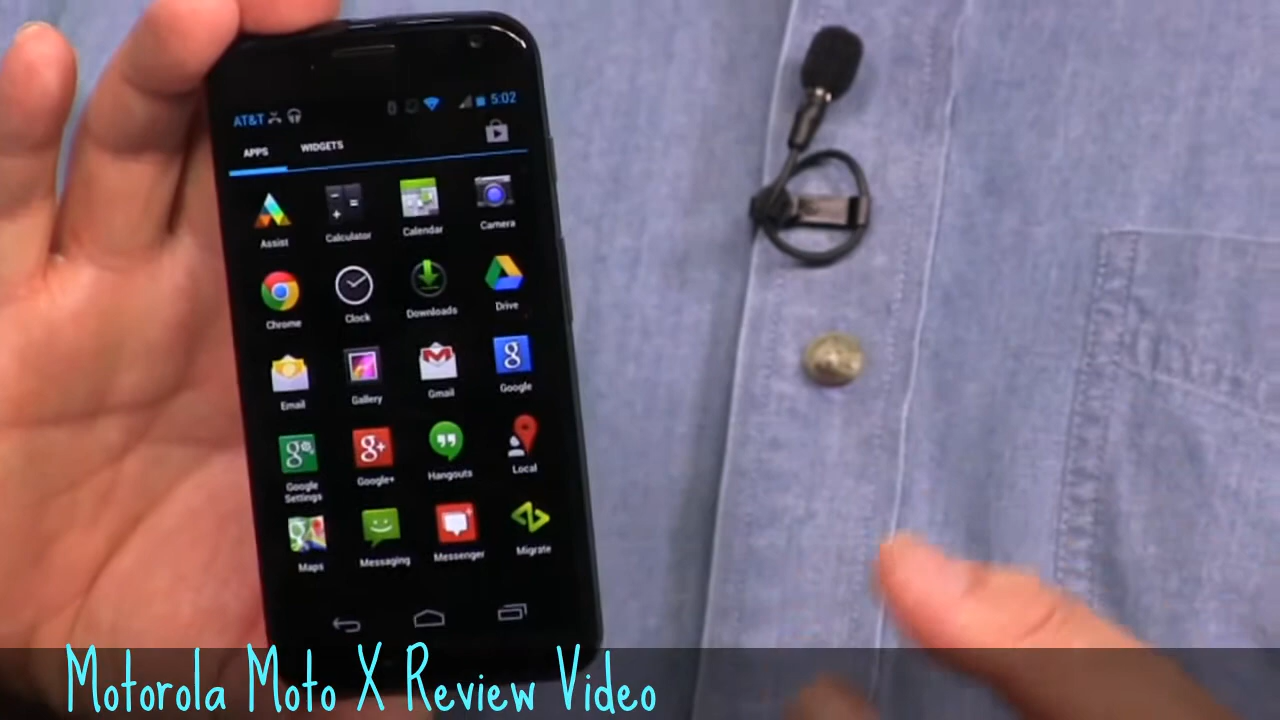 AT&T 5:02
APPS WIDGETS
Assist Calculator Calendar Camera
Chrome Clock Downloads Drive
Email Gallery Gmail Google
Google Settings Google+ Hangouts Local
Maps Messaging Messenger Migrate
Motorola Moto X Review Video